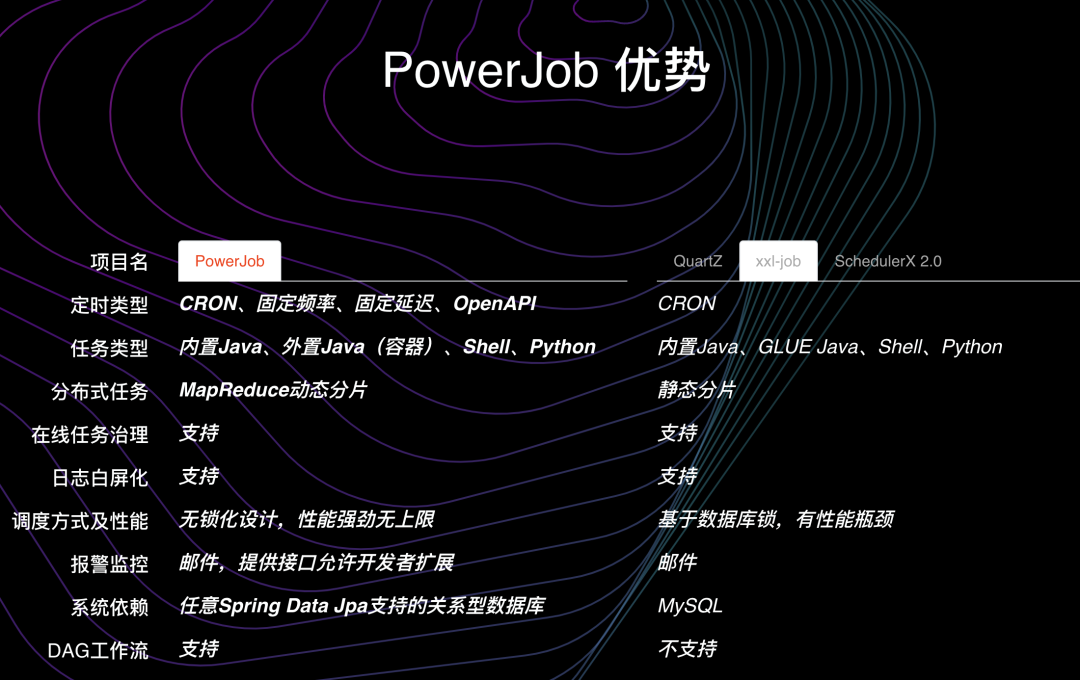 PowerJob 优势
项目名 PowerJob QuartZ xxl-job SchedulerX 2.0
定时类型 CRON、固定频率、固定延迟、OpenAPI CRON
任务类型 内置Java、外置Java（容器）、Shell、Python 内置Java、GLUE Java、Shell、Python
分布式任务 MapReduce动态分片 静态分片
在线任务治理 支持 支持
日志白屏化 支持 支持
调度方式及性能 无锁化设计，性能强劲无上限 基于数据库锁，有性能瓶颈
报警监控 邮件，提供接口允许开发者扩展 邮件
系统依赖 任意Spring Data Jpa支持的关系型数据库 MySQL
DAG工作流 支持 不支持